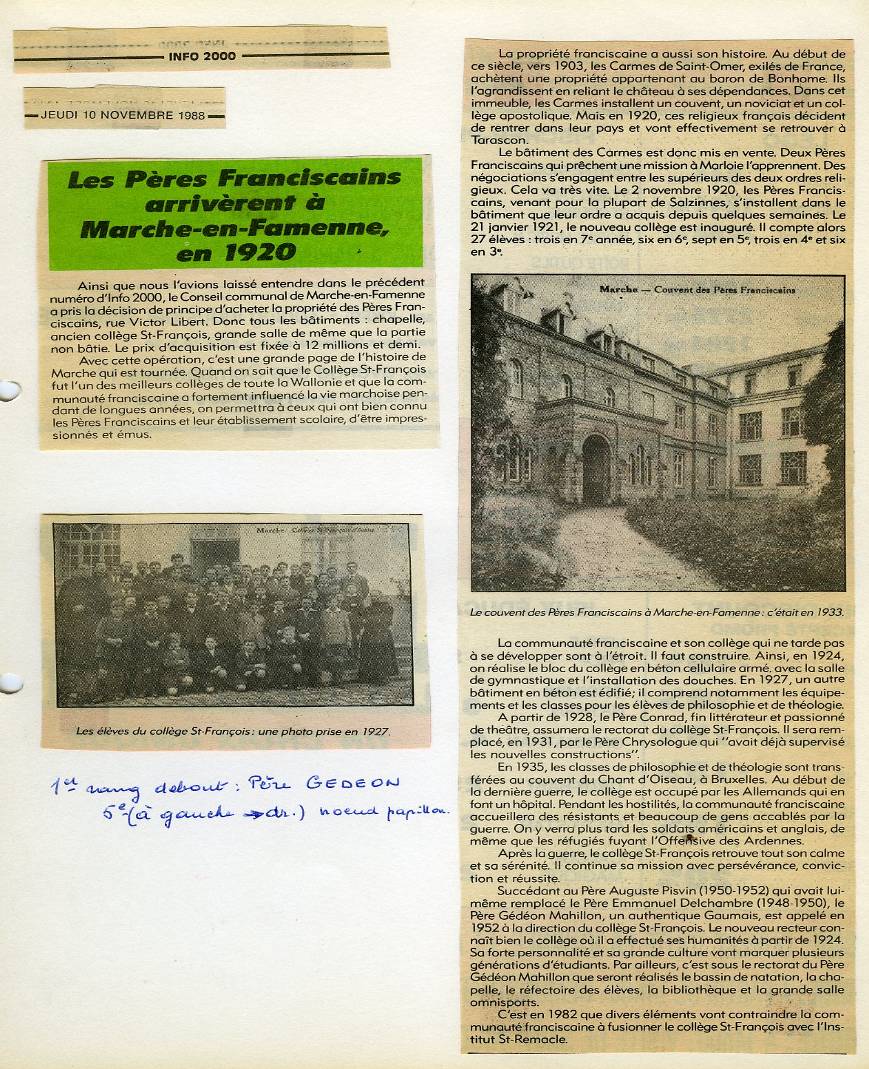 INFO 2000
JEUDI 10 NOVEMBRE 1988
Les Pères Franciscains
arrivèrent à
Marche-en-Famenne,
en 1920
Ainsi que nous l'avions laissé entendre dans le précédent
numéro d'Info 2000, le Conseil communal de Marche-en-Famenne
a pris la décision de principe d'acheter la propriété des Pères Fran-
ciscains, rue Victor Libert. Donc tous les bâtiments : chapelle,
ancien collège St-François, grande salle de même que la partie
non bâtie. Le prix d'acquisition est fixée à 12 millions et demi.
Avec cette opération, c'est une grande page de l'histoire de
Marche qui est tournée. Quand on sait que le Collège St-François
fut l'un des meilleurs collèges de toute la Wallonie et que la com-
munauté franciscaine a fortement influencé la vie marchoise pen-
dant de longues années, on permettra à ceux qui ont bien connu
les Pères Franciscains et leur établissement scolaire, d'être impres-
sionnés et émus.
Marche Collège St-François d'Assise
Les élèves du collège St-François : une photo prise en 1927.
1er rang debout : Père GEDEON
5e (à gauche → dr.) noeud papillon.
La propriété franciscaine a aussi son histoire. Au début de
ce siècle, vers 1903, les Carmes de Saint-Omer, exilés de France,
achètent une propriété appartenant au baron de Bonhome. Ils
l'agrandissent en reliant le château à ses dépendances. Dans cet
immeuble, les Carmes installent un couvent, un noviciat et un col-
lège apostolique. Mais en 1920, ces religieux français décident
de rentrer dans leur pays et vont effectivement se retrouver à
Tarascon.
Le bâtiment des Carmes est donc mis en vente. Deux Pères
Franciscains qui prêchent une mission à Marloie l'apprennent. Des
négociations s'engagent entre les supérieurs des deux ordres reli-
gieux. Cela va très vite. Le 2 novembre 1920, les Pères Francis-
cains, venant pour la plupart de Salzinnes, s'installent dans le
bâtiment que leur ordre a acquis depuis quelques semaines. Le
21 janvier 1921, le nouveau collège est inauguré. Il compte alors
27 élèves : trois en 7e année, six en 6e, sept en 5e, trois en 4e et six
en 3e.
Marche — Couvent des Pères Franciscains
Le couvent des Pères Franciscains à Marche-en-Famenne : c'était en 1933.
La communauté franciscaine et son collège qui ne tarde pas
à se développer sont à l'étroit. Il faut construire. Ainsi, en 1924,
on réalise le bloc du collège en béton cellulaire armé, avec la salle
de gymnastique et l'installation des douches. En 1927, un autre
bâtiment en béton est édifié; il comprend notamment les équipe-
ments et les classes pour les élèves de philosophie et de théologie.
A partir de 1928, le Père Conrad, fin littérateur et passionné
de theâtre, assumera le rectorat du collège St-François. Il sera rem-
placé, en 1931, par le Père Chrysologue qui "avait déjà supervisé
les nouvelles constructions".
En 1935, les classes de philosophie et de théologie sont trans-
férées au couvent du Chant d'Oiseau, à Bruxelles. Au début de
la dernière guerre, le collège est occupé par les Allemands qui en
font un hôpital. Pendant les hostilités, la communauté franciscaine
accueillera des résistants et beaucoup de gens accablés par la
guerre. On y verra plus tard les soldats américains et anglais, de
même que les réfugiés fuyant l'Offensive des Ardennes.
Après la guerre, le collège St-François retrouve tout son calme
et sa sérénité. Il continue sa mission avec persévérance, convic-
tion et réussite.
Succédant au Père Auguste Pisvin (1950-1952) qui avait lui-
même remplacé le Père Emmanuel Delchambre (1948-1950), le
Père Gédéon Mahillon, un authentique Gaumais, est appelé en
1952 à la direction du collège St-François. Le nouveau recteur con-
naît bien le collège où il a effectué ses humanités à partir de 1924.
Sa forte personnalité et sa grande culture vont marquer plusieurs
générations d'étudiants. Par ailleurs, c'est sous le rectorat du Père
Gédéon Mahillon que seront réalisés le bassin de natation, la cha-
pelle, le réfectoire des élèves, la bibliothèque et la grande salle
omnisports.
C'est en 1982 que divers éléments vont contraindre la com-
munauté franciscaine à fusionner le collège St-François avec l'Ins-
titut St-Remacle.